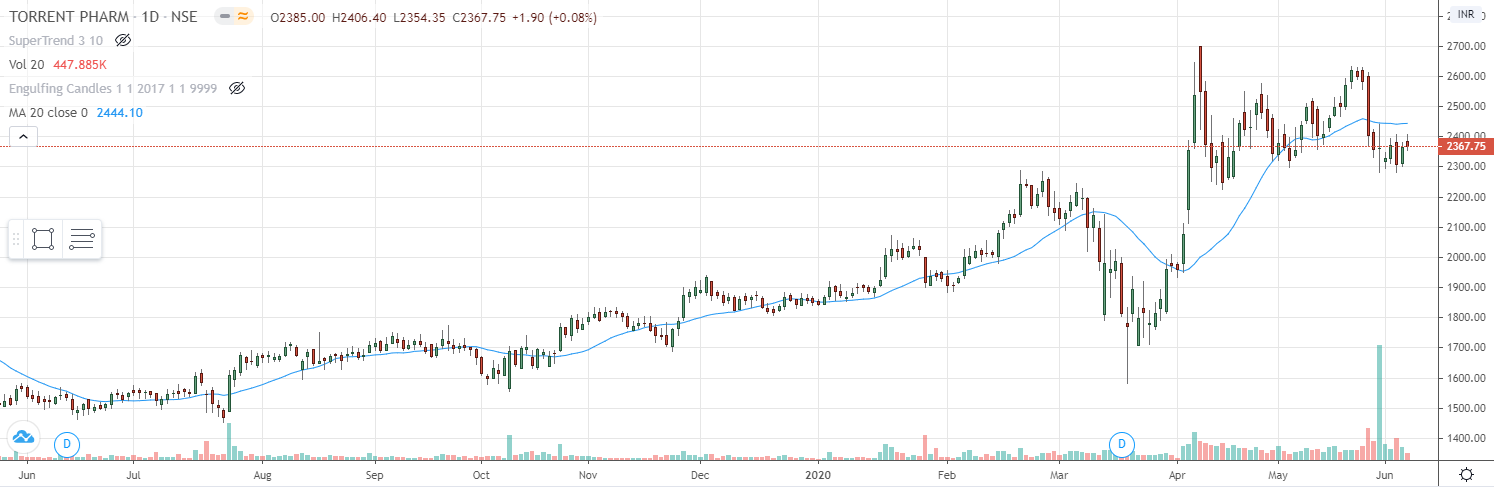 TORRENT PHARM · 1D · NSE O2385.00 H2406.40 L2354.35 C2367.75 +1.90 (+0.08%)
INR
SuperTrend 3 10
Vol 20 447.885K
Engulfing Candles 1 1 2017 1 1 9999
MA 20 close 0 2444.10
2700.00
2600.00
2500.00
2400.00
2367.75
2300.00
2200.00
2100.00
2000.00
1900.00
1800.00
1700.00
1600.00
1500.00
1400.00
D D
Jun Jul Aug Sep Oct Nov Dec 2020 Feb Mar Apr May Jun